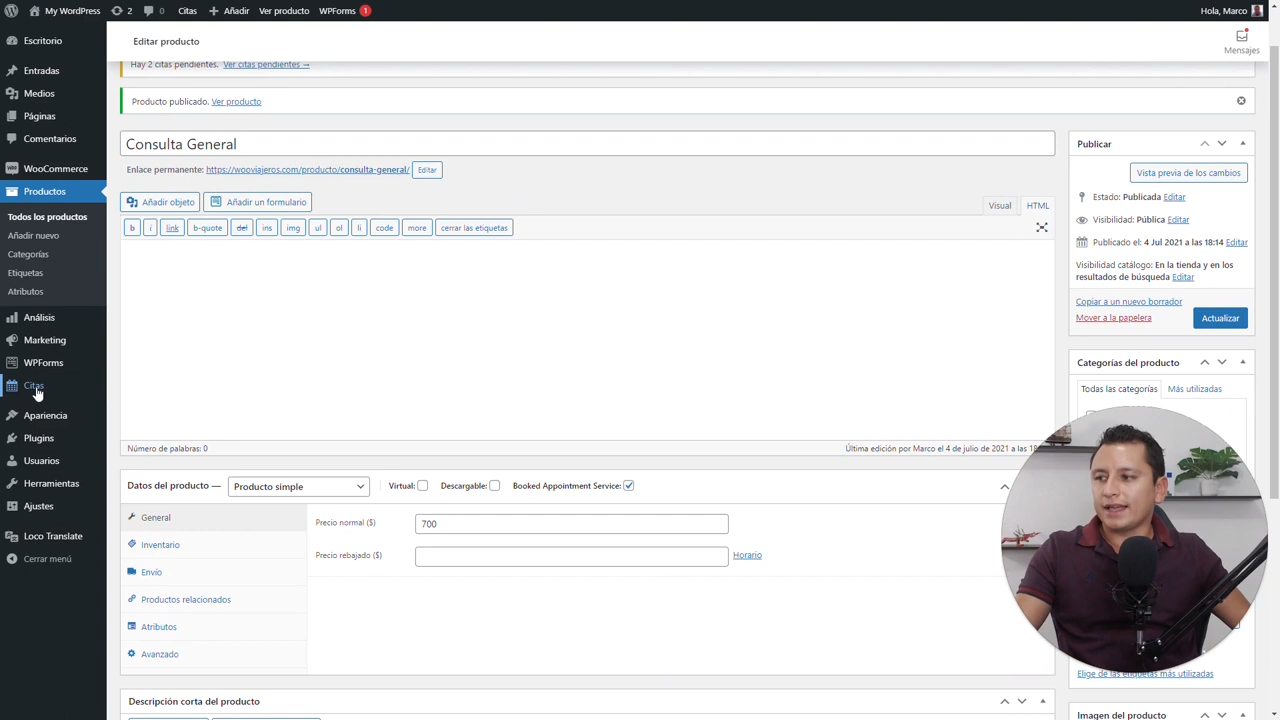 My WordPress
2
0
Citas
Añadir
Ver producto
WPForms 1
Hola, Marco
Escritorio
Entradas
Medios
Páginas
Comentarios
WooCommerce
Productos
Todos los productos
Añadir nuevo
Categorías
Etiquetas
Atributos
Análisis
Marketing
WPForms
Citas
Apariencia
Plugins
Usuarios
Herramientas
Ajustes
Loco Translate
Cerrar menú
Editar producto
Mensajes
Hay 2 citas pendientes. Ver citas pendientes →
Producto publicado. Ver producto
Consulta General
Enlace permanente: https://wooviajeros.com/producto/consulta-general/ Editar
Añadir objeto
Añadir un formulario
Visual
HTML
b
i
link
b-quote
del
ins
img
ul
ol
li
code
more
cerrar las etiquetas
Número de palabras: 0
Última edición por Marco el 4 de julio de 2021 a las
Datos del producto —
Producto simple
Virtual:
Descargable:
Booked Appointment Service:
General
Inventario
Envío
Productos relacionados
Atributos
Avanzado
Precio normal ($)
700
Precio rebajado ($)
Horario
Descripción corta del producto
Publicar
Vista previa de los cambios
Estado: Publicada Editar
Visibilidad: Pública Editar
Publicado el: 4 Jul 2021 a las 18:14 Editar
Visibilidad catálogo: En la tienda y en los
resultados de búsqueda Editar
Copiar a un nuevo borrador
Mover a la papelera
Actualizar
Categorías del producto
Todas las categorías
Más utilizadas
Elige de las etiquetas más utilizadas
Imagen del producto